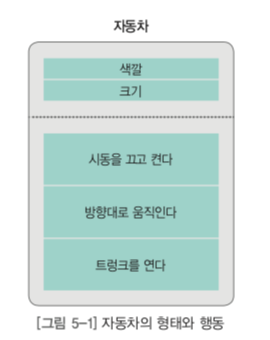 자동차
색깔
크기
시동을 끄고 켠다
방향대로 움직인다
트렁크를 연다
[그림 5-1] 자동차의 형태와 행동